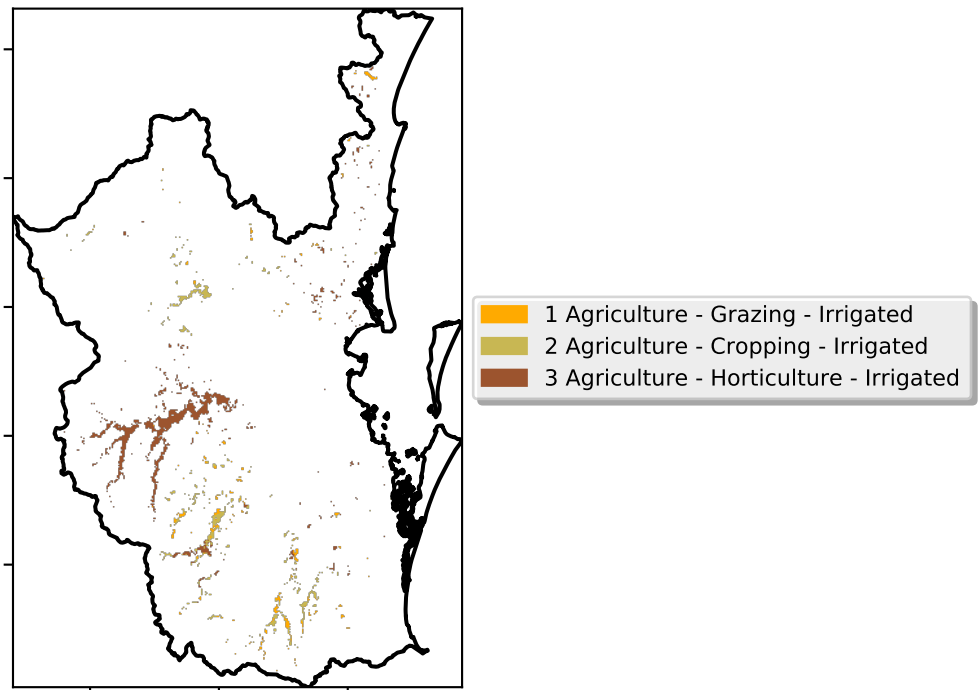 1 Agriculture - Grazing - Irrigated
2 Agriculture - Cropping - Irrigated
3 Agriculture - Horticulture - Irrigated